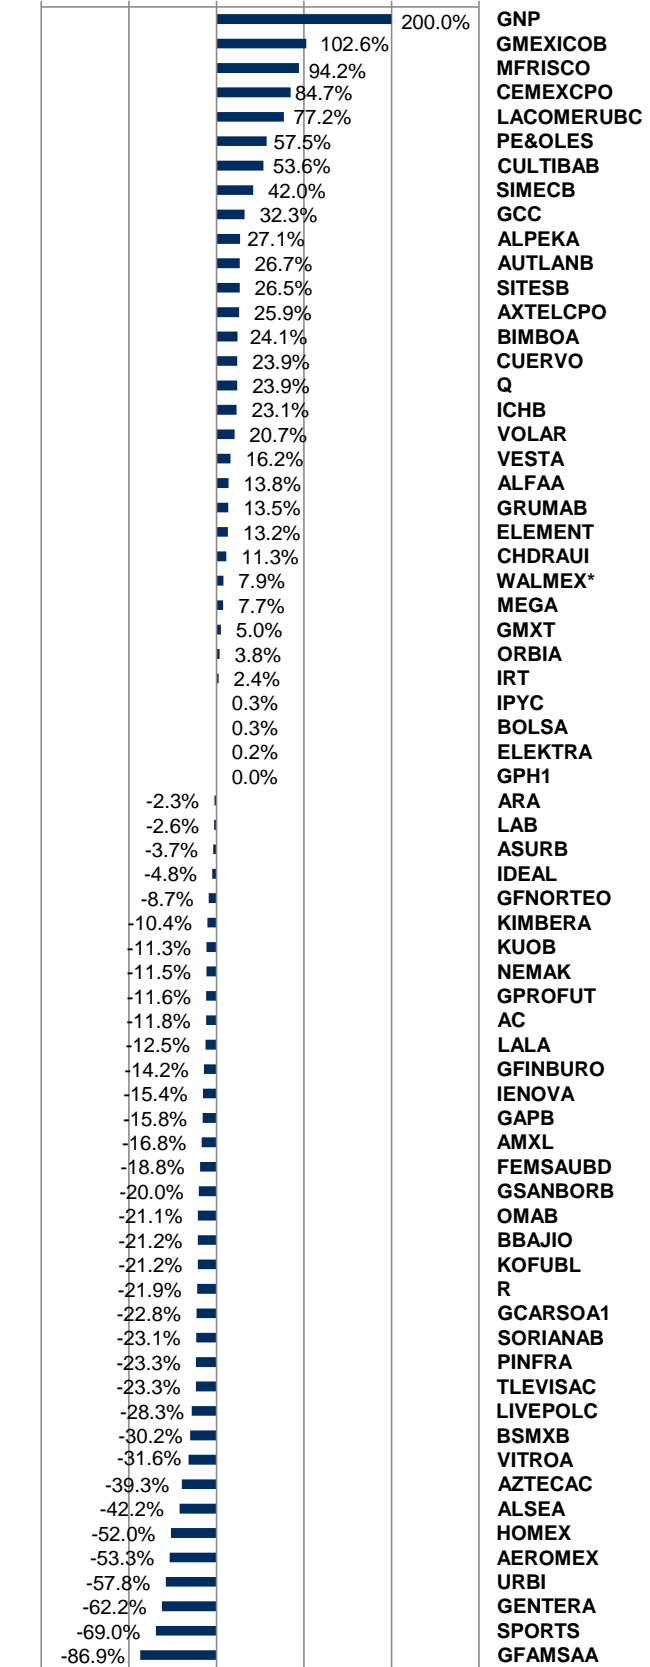 200.0% GNP
102.6% GMEXICOB
94.2% MFRISCO
84.7% CEMEXCPO
77.2% LACOMERUBC
57.5% PE&OLES
53.6% CULTIBAB
42.0% SIMECB
32.3% GCC
27.1% ALPEKA
26.7% AUTLANB
26.5% SITESB
25.9% AXTELCPO
24.1% BIMBOA
23.9% CUERVO
23.9% Q
23.1% ICHB
20.7% VOLAR
16.2% VESTA
13.8% ALFAA
13.5% GRUMAB
13.2% ELEMENT
11.3% CHDRAUI
7.9% WALMEX*
7.7% MEGA
5.0% GMXT
3.8% ORBIA
2.4% IRT
0.3% IPYC
0.3% BOLSA
0.2% ELEKTRA
0.0% GPH1
-2.3% ARA
-2.6% LAB
-3.7% ASURB
-4.8% IDEAL
-8.7% GFNORTEO
-10.4% KIMBERA
-11.3% KUOB
-11.5% NEMAK
-11.6% GPROFUT
-11.8% AC
-12.5% LALA
-14.2% GFINBURO
-15.4% IENOVA
-15.8% GAPB
-16.8% AMXL
-18.8% FEMSAUBD
-20.0% GSANBORB
-21.1% OMAB
-21.2% BBAJIO
-21.2% KOFUBL
-21.9% R
-22.8% GCARSOA1
-23.1% SORIANAB
-23.3% PINFRA
-23.3% TLEVISAC
-28.3% LIVEPOLC
-30.2% BSMXB
-31.6% VITROA
-39.3% AZTECAC
-42.2% ALSEA
-52.0% HOMEX
-53.3% AEROMEX
-57.8% URBI
-62.2% GENTERA
-69.0% SPORTS
-86.9% GFAMSAA